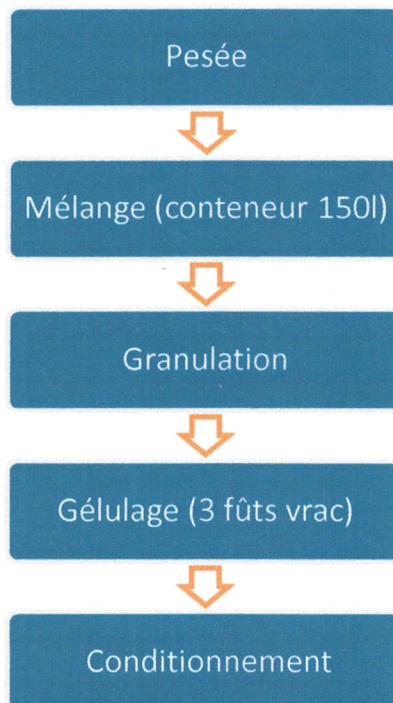 Pesée
Mélange (conteneur 150l)
Granulation
Gélulage (3 fûts vrac)
Conditionnement